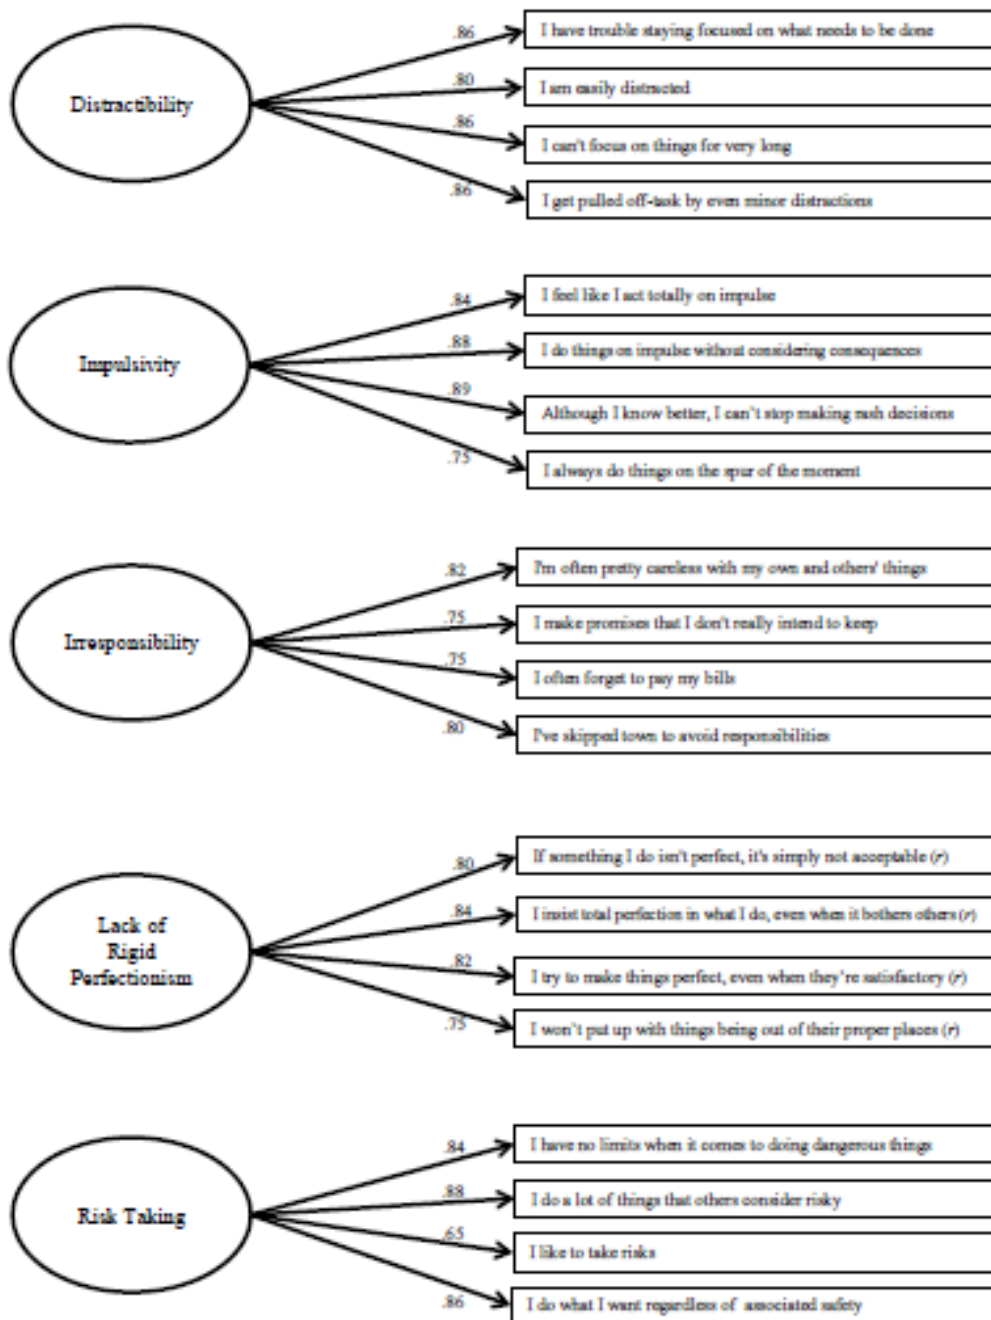 .86
I have trouble staying focused on what needs to be done
.80
I am easily distracted
Distractibility
.86
I can't focus on things for very long
.86
I get pulled off-task by even minor distractions
.84
I feel like I act totally on impulse
.88
I do things on impulse without considering consequences
Impulsivity
.89
Although I know better, I can't stop making rash decisions
.75
I always do things on the spur of the moment
.82
I'm often pretty careless with my own and others' things
.75
I make promises that I don't really intend to keep
Irresponsibility
.75
I often forget to pay my bills
.80
I've skipped town to avoid responsibilities
.80
If something I do isn't perfect, it's simply not acceptable (r)
.84
I insist total perfection in what I do, even when it bothers others (r)
Lack of
Rigid
Perfectionism
.82
I try to make things perfect, even when they're satisfactory (r)
.75
I won't put up with things being out of their proper places (r)
.84
I have no limits when it comes to doing dangerous things
.88
I do a lot of things that others consider risky
Risk Taking
.65
I like to take risks
.86
I do what I want regardless of associated safety